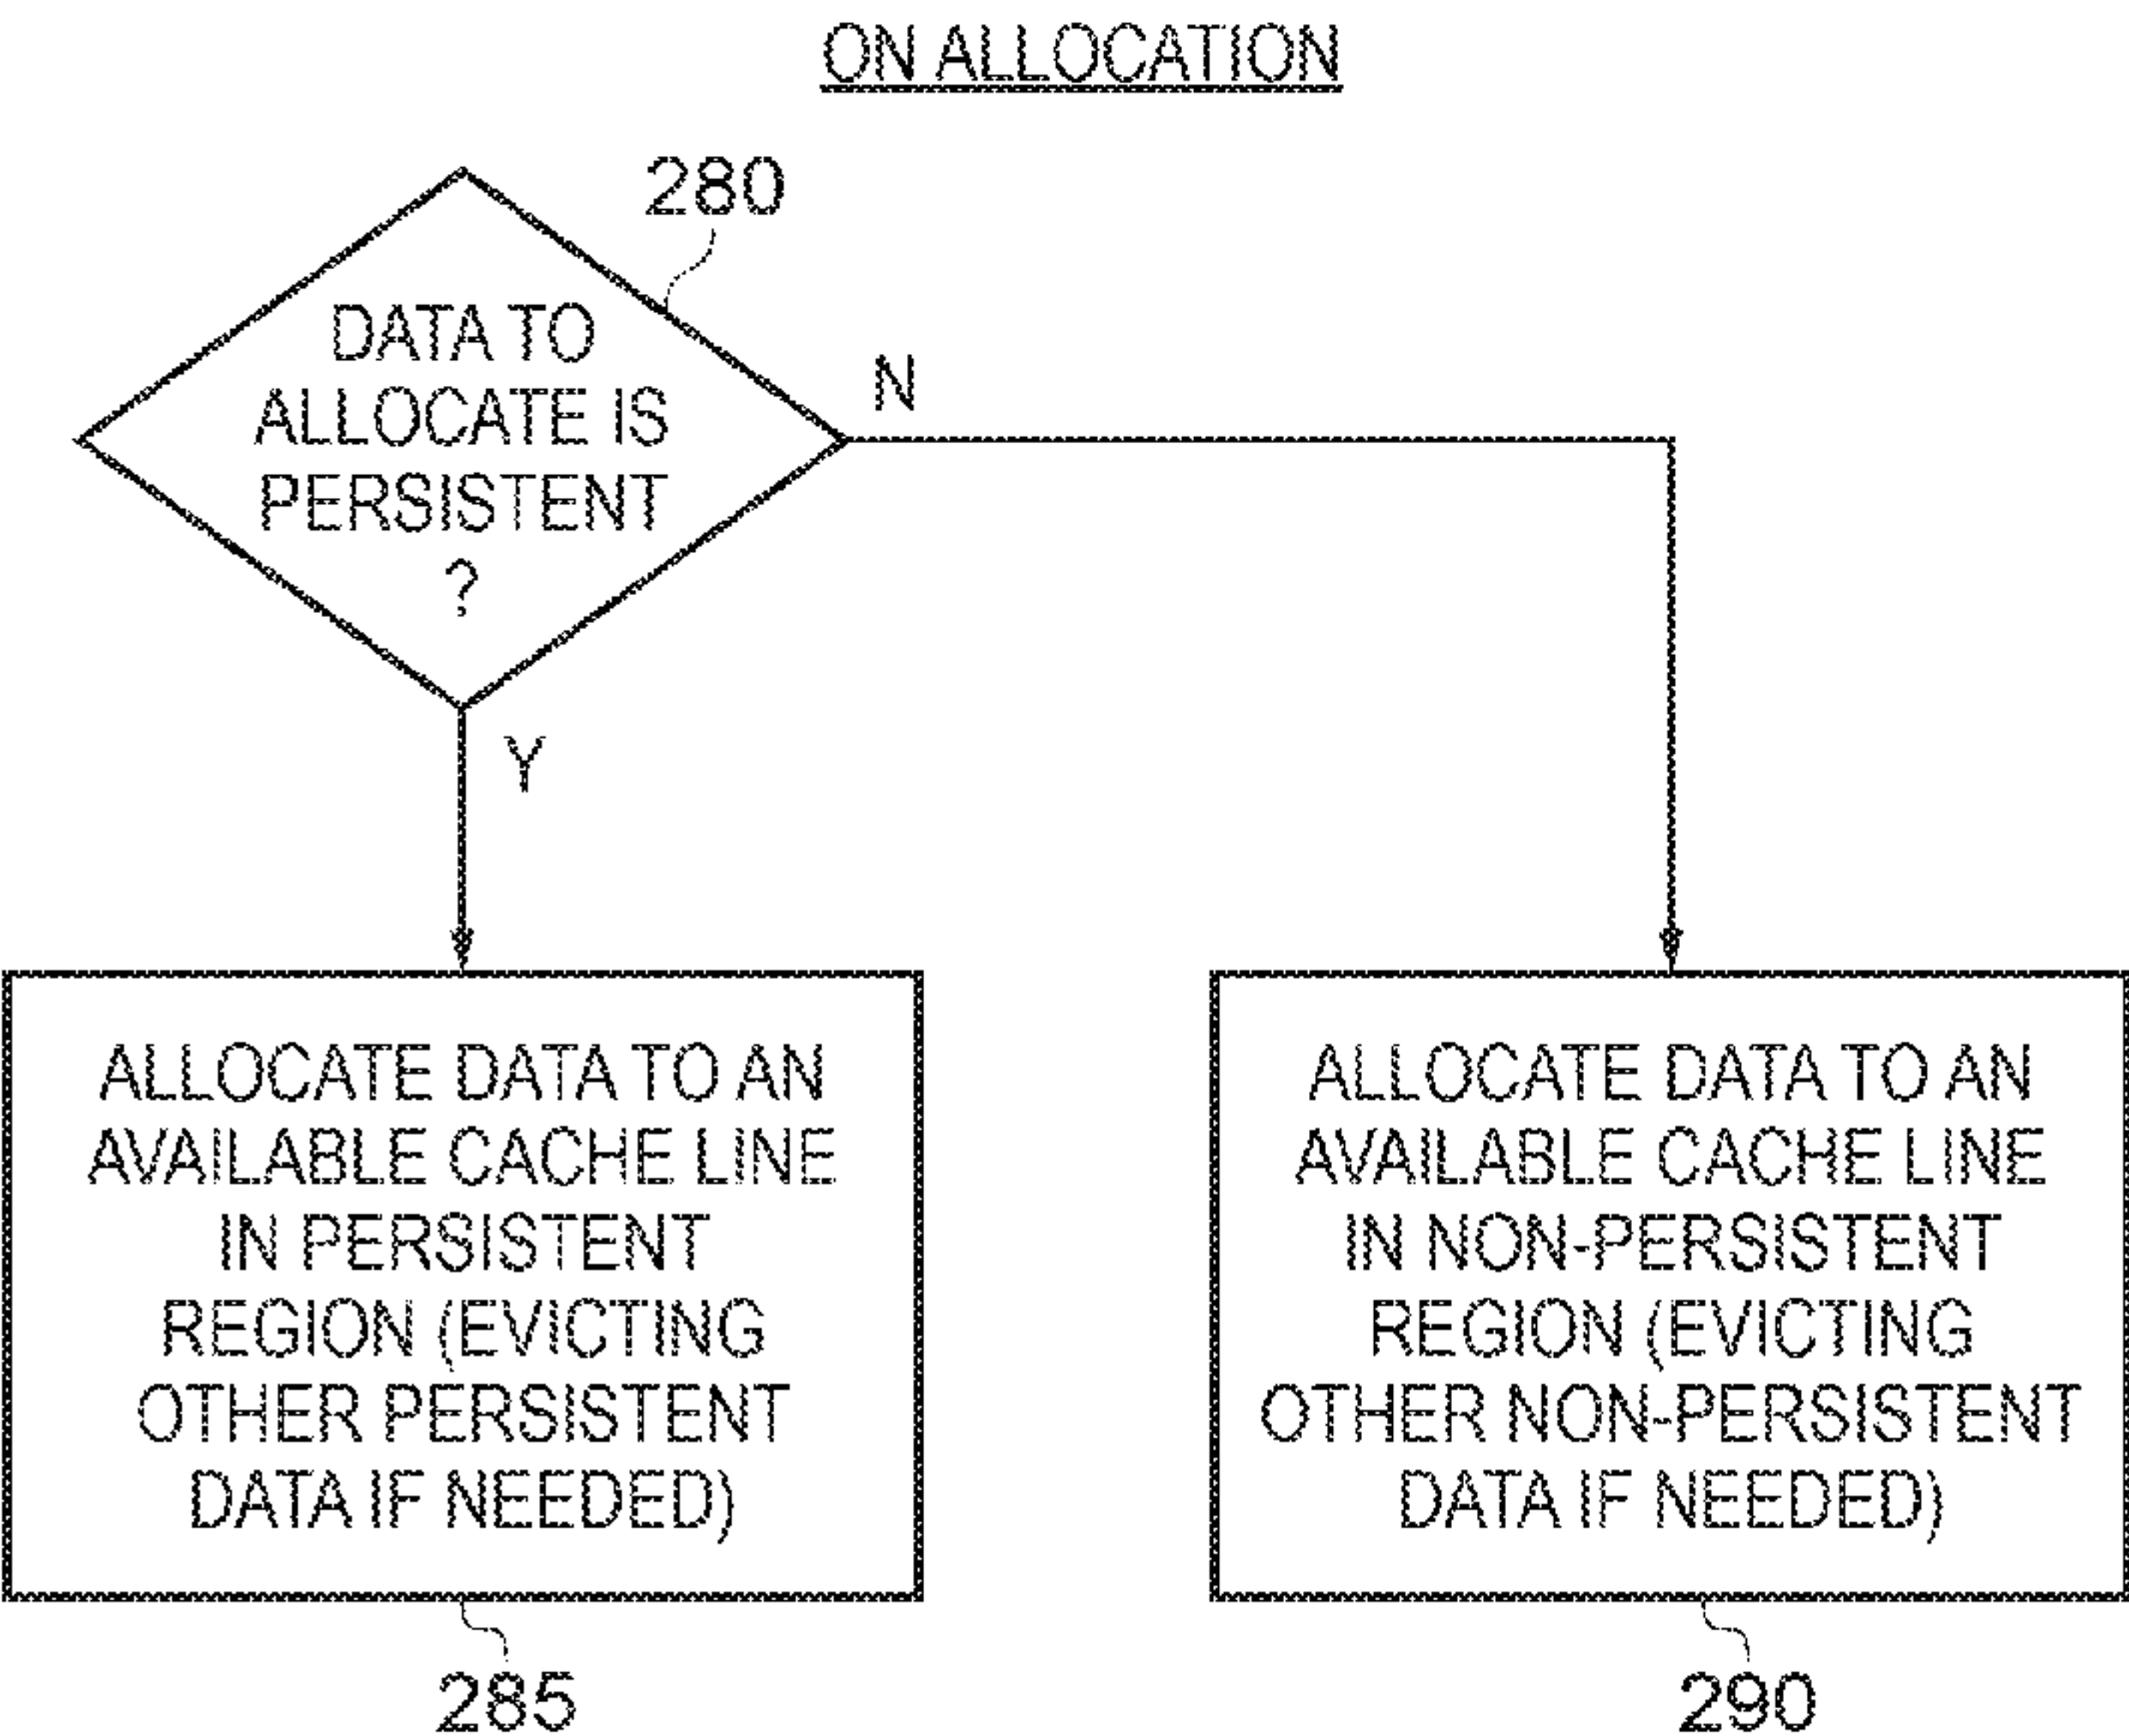 ON ALLOCATION
280
DATA TO
ALLOCATE IS
PERSISTENT
?
N
Y
ALLOCATE DATA TO AN
AVAILABLE CACHE LINE
IN PERSISTENT
REGION (EVICTING
OTHER PERSISTENT
DATA IF NEEDED)
285
ALLOCATE DATA TO AN
AVAILABLE CACHE LINE
IN NON-PERSISTENT
REGION (EVICTING
OTHER NON-PERSISTENT
DATA IF NEEDED)
290